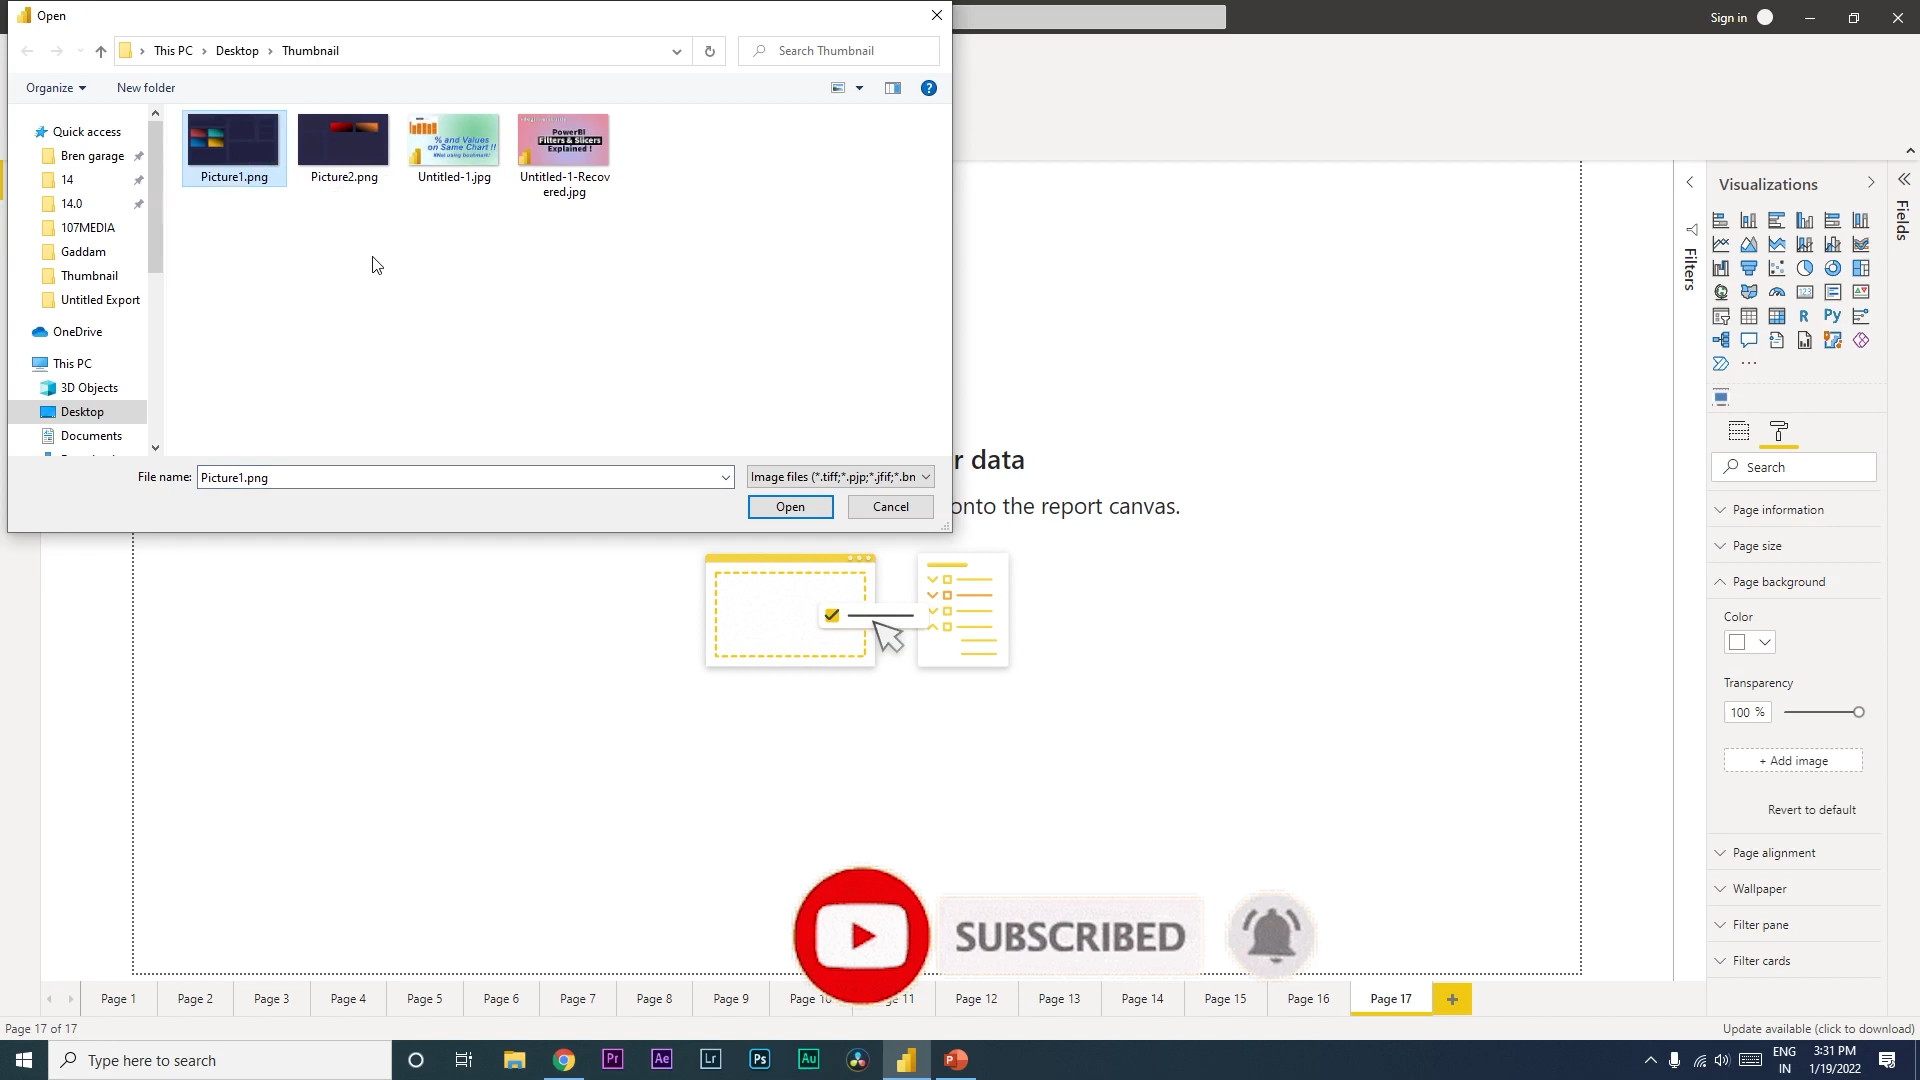 Open
Sign in
This PC
Desktop
Thumbnail
Search Thumbnail
Organize
New folder
Quick access
Bren garage
14
14.0
107MEDIA
Gaddam
Thumbnail
Untitled Export
OneDrive
This PC
3D Objects
Desktop
Documents
% and Values
on Same Chart !!
PowerBI
Filters & Slicers
Explained !
Picture1.png
Picture2.png
Untitled-1.jpg
Untitled-1-Recov
ered.jpg
File name:
Picture1.png
Image files (*.tiff;*.pjp;*.jfif;*.bn
Open
Cancel
r data
onto the report canvas.
Filters
Visualizations
Fields
123
R
Py
Search
Page information
Page size
Page background
Color
Transparency
100 %
+ Add image
Revert to default
Page alignment
Wallpaper
Filter pane
Filter cards
SUBSCRIBED
Page 1
Page 2
Page 3
Page 4
Page 5
Page 6
Page 7
Page 8
Page 9
Page 10
11
Page 12
Page 13
Page 14
Page 15
Page 16
Page 17
Page 17 of 17
Update available (click to download)
Type here to search
Pr
Ae
Lr
Ps
Au
P
ENG
IN
3:31 PM
1/19/2022